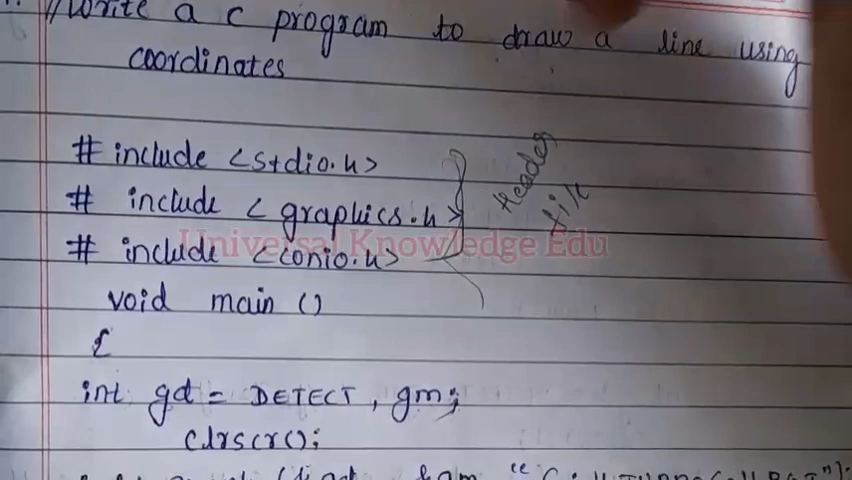 //Write a c program to draw a line using
coordinates
# include <stdio.h>
# include <graphics.h>
# include <conio.h>
Header
file
Universal Knowledge Edu
void main ()
{
int gd = DETECT, gm;
clrscr();